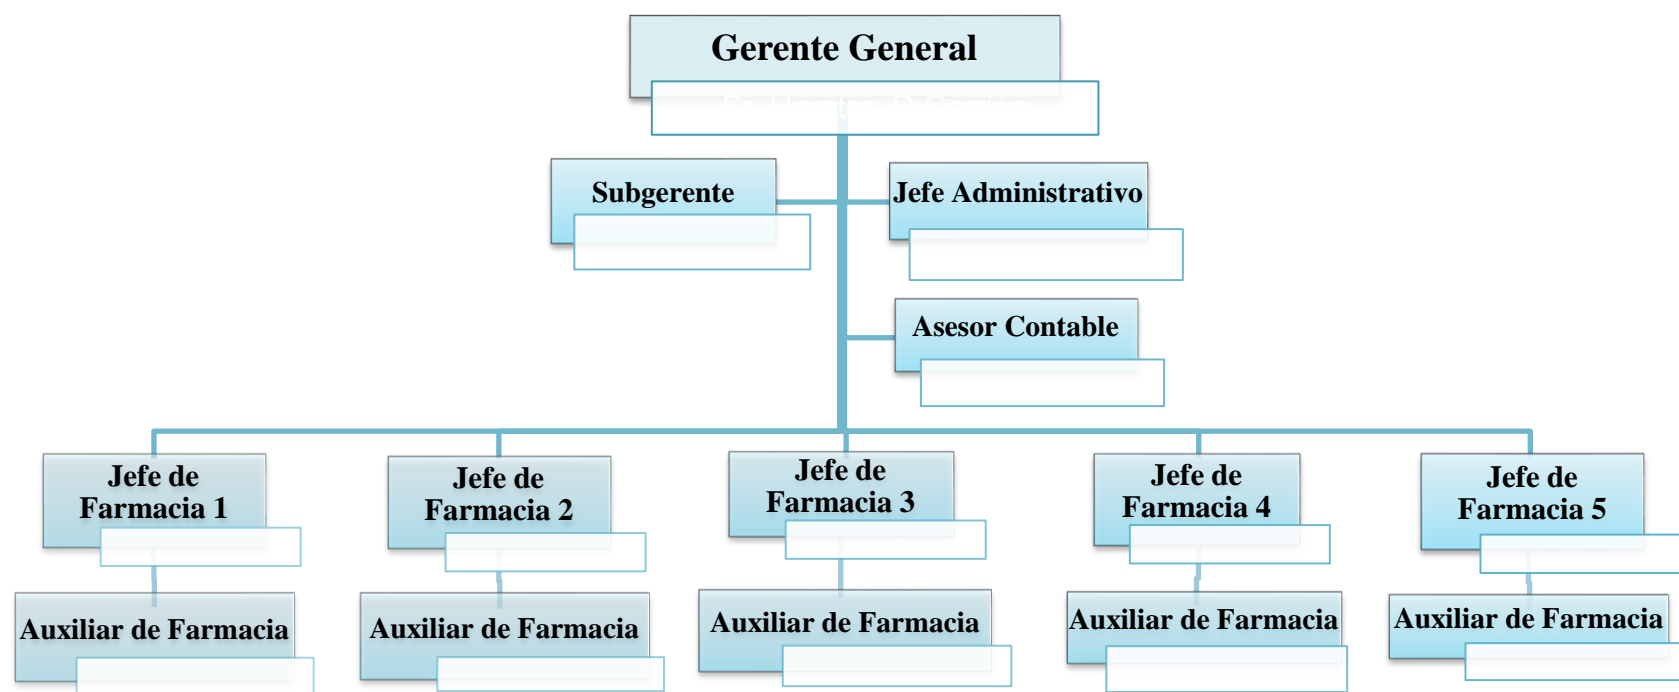 Gerente General
Subgerente
Jefe Administrativo
Asesor Contable
Jefe de
Farmacia 1
Jefe de
Farmacia 2
Jefe de
Farmacia 3
Jefe de
Farmacia 4
Jefe de
Farmacia 5
Auxiliar de Farmacia
Auxiliar de Farmacia
Auxiliar de Farmacia
Auxiliar de Farmacia
Auxiliar de Farmacia